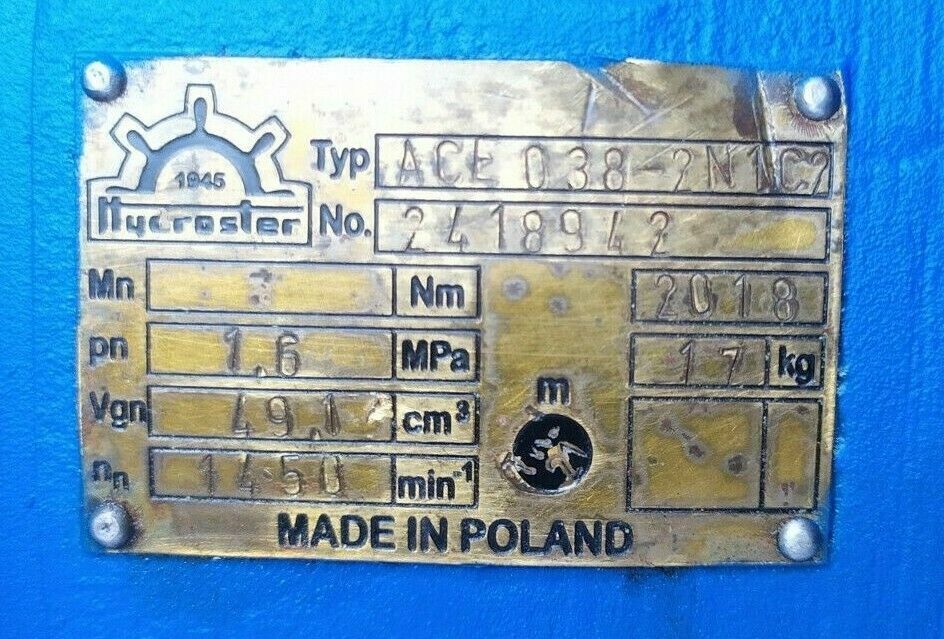 1945
Hydroster
Typ ACE 038-2N1C
No. 2418942
Mn Nm 2018
pn 1,6 MPa 17 kg
Vgn 49,1 cm³ m
nn 1450 min-1
MADE IN POLAND